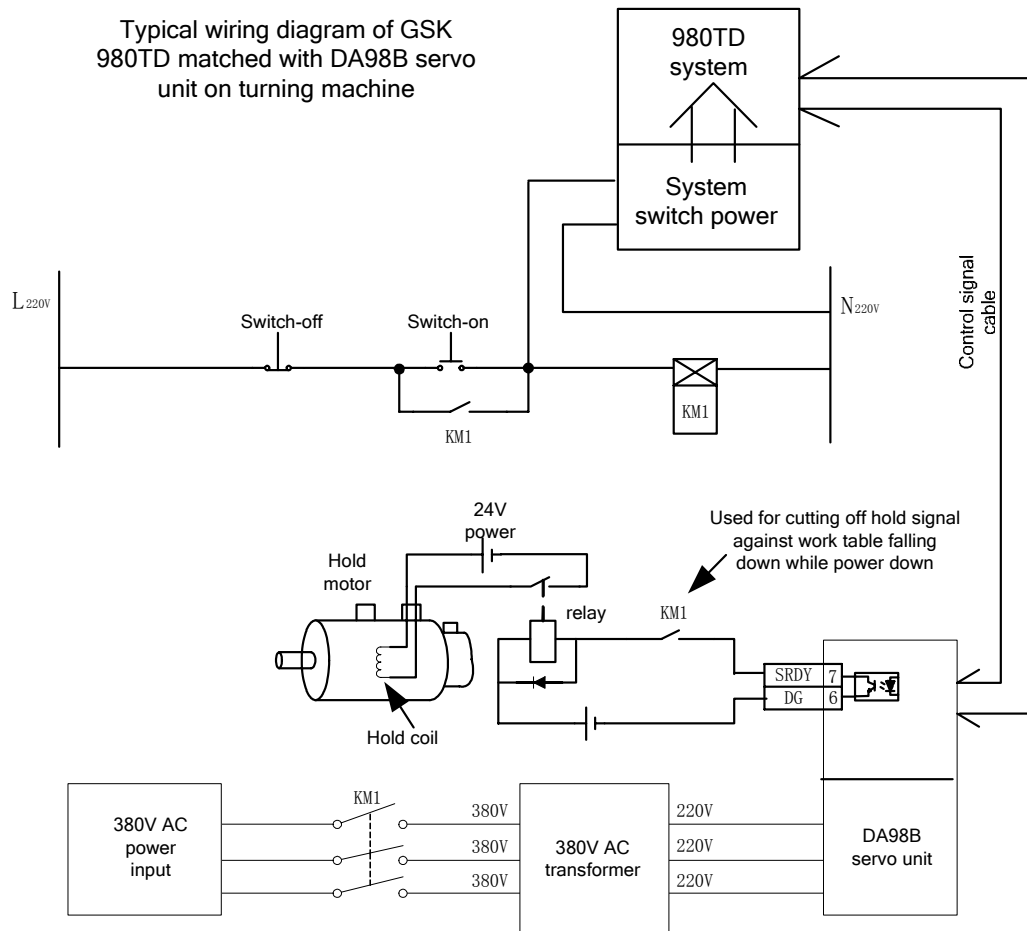 Typical wiring diagram of GSK
980TD matched with DA98B servo
unit on turning machine
980TD
system
System
switch power
Control signal
cable
L220V
Switch-off
Switch-on
N220V
KM1
KM1
24V
power
Used for cutting off hold signal
against work table falling
down while power down
Hold
motor
relay
KM1
SRDY 7
DG 6
Hold coil
380V AC
power
input
KM1
380V
380V
380V
380V AC
transformer
220V
220V
220V
DA98B
servo unit